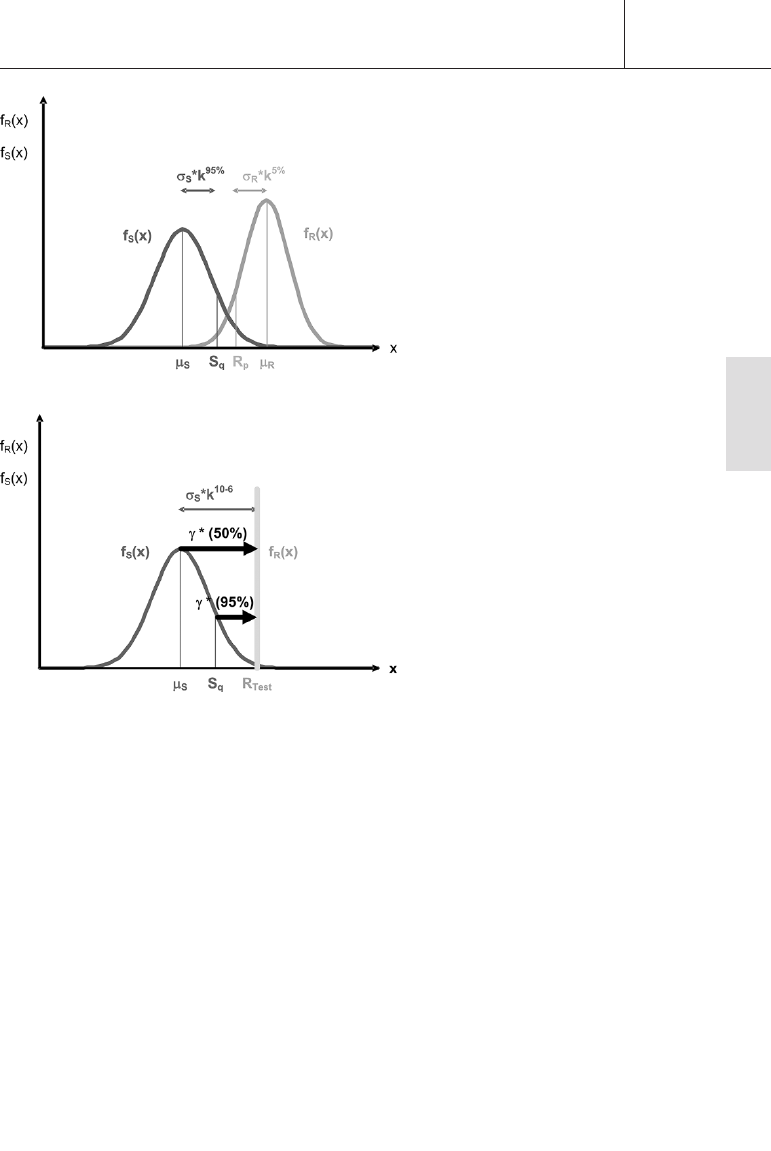 fR(x)
fS(x)
σS*k95% σR*k5%
fS(x) fR(x)
x
μS Sq Rp μR
fR(x)
fS(x)
σS*k10-6
γ * (50%)
fS(x) fR(x)
γ * (95%)
x
μS Sq RTest